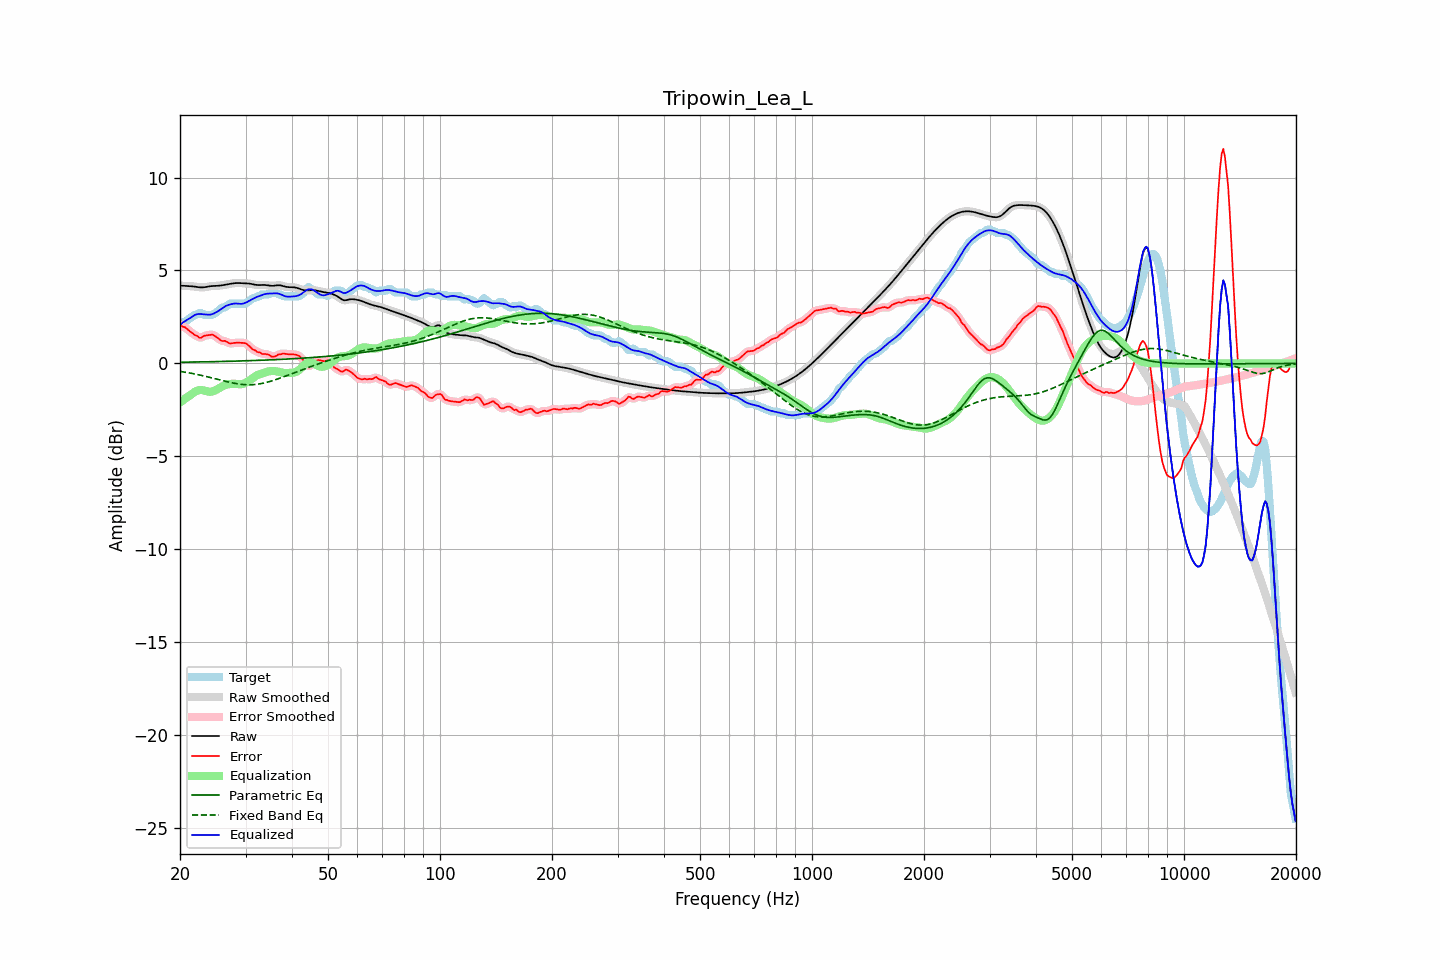 Tripowin_Lea_L
Amplitude (dBr)
10
5
0
−5
−10
−15
−20
−25
Target
Raw Smoothed
Error Smoothed
Raw
Error
Equalization
Parametric Eq
Fixed Band Eq
Equalized
20 50 100 200 500 1000 2000 5000 10000 20000
Frequency (Hz)